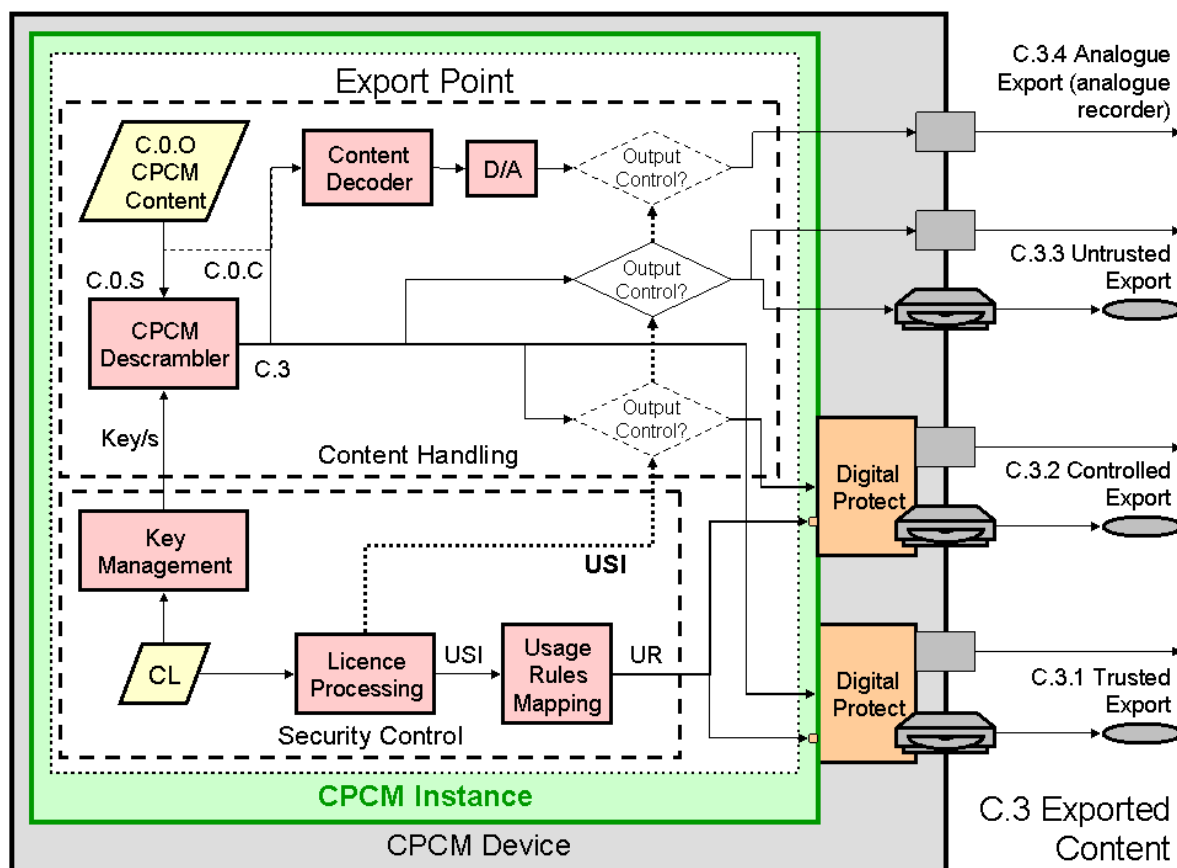 Export Point
C.0.O
CPCM
Content
Content
Decoder
D/A
Output
Control?
C.3.4 Analogue
Export (analogue
recorder)
C.0.S
C.0.C
Output
Control?
C.3.3 Untrusted
Export
CPCM
Descrambler
C.3
Output
Control?
Key/s
Content Handling
Digital
Protect
C.3.2 Controlled
Export
Key
Management
USI
CL
Licence
Processing
USI
Usage
Rules
Mapping
UR
Digital
Protect
C.3.1 Trusted
Export
Security Control
CPCM Instance
CPCM Device
C.3 Exported
Content